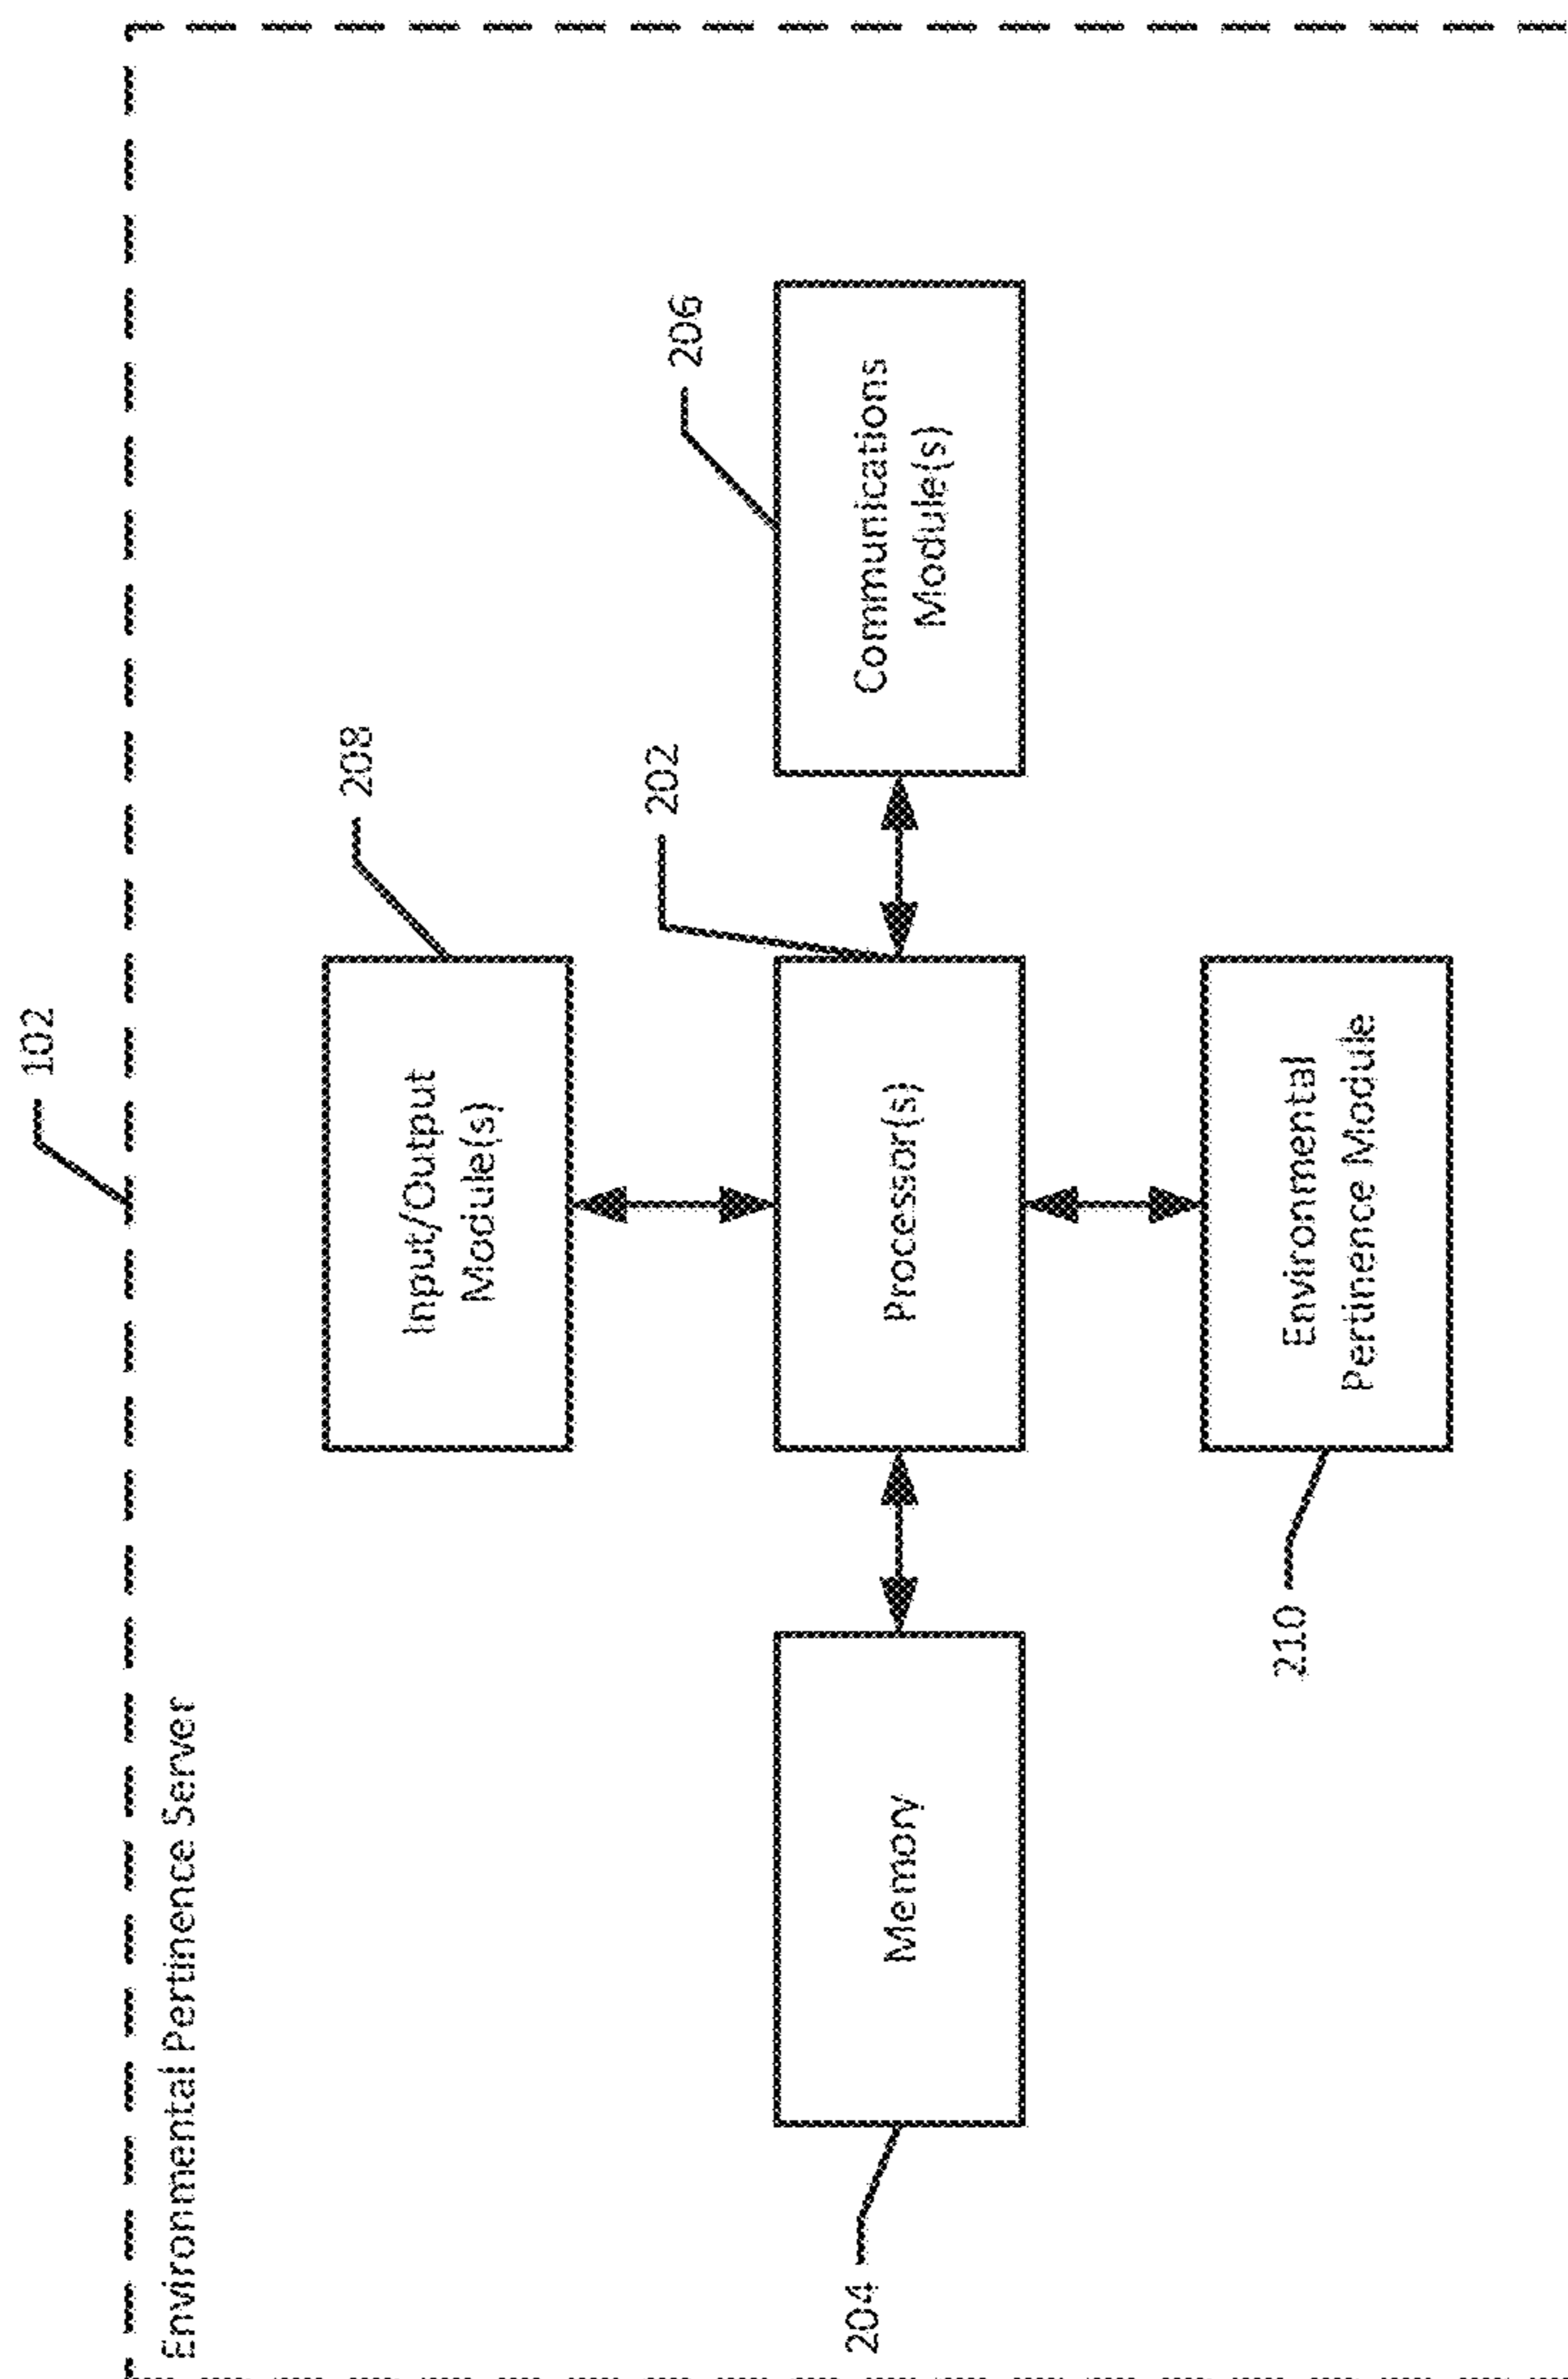 102
Environmental Pertinence Server
208
Input/Output
Module(s)
204
Memory
202
Processor(s)
206
Communications
Module(s)
210
Environmental
Pertinence Module